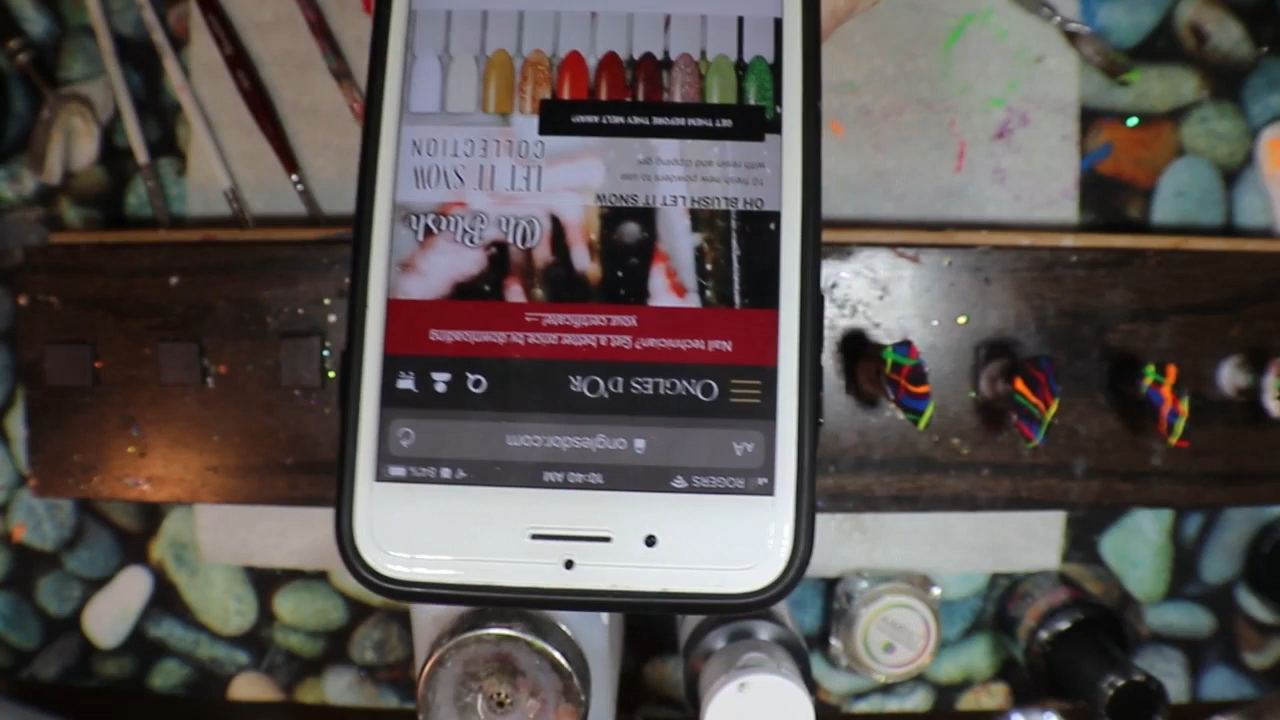 ROGERS 10:40 AM 84%
AA onglesdor.com
ONGLES D'OR
Nail technician? Get a better price by downloading
your certificate! →
Oh Blush
LET IT SNOW
COLLECTION
OH BLUSH LET IT SNOW
10 fresh new powders to use
with resin and dipping gel
GET THEM BEFORE THEY MELT AWAY!